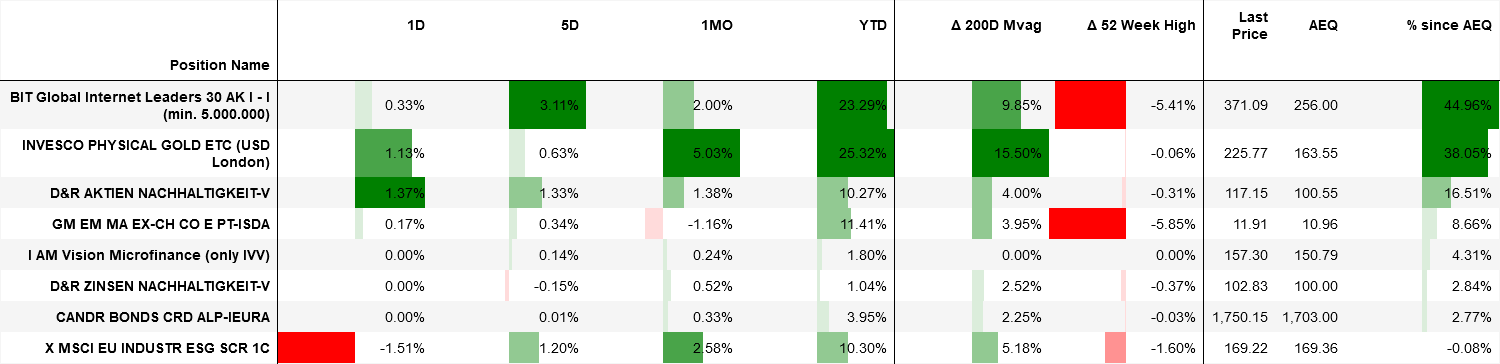 Position Name 1D 5D 1MO YTD Δ 200D Mvag Δ 52 Week High Last Price AEQ % since AEQ
BIT Global Internet Leaders 30 AK I - I (min. 5.000.000) 0.33% 3.11% 2.00% 23.29% 9.85% -5.41% 371.09 256.00 44.96%
INVESCO PHYSICAL GOLD ETC (USD London) 1.13% 0.63% 5.03% 25.32% 15.50% -0.06% 225.77 163.55 38.05%
D&R AKTIEN NACHHALTIGKEIT-V 1.37% 1.33% 1.38% 10.27% 4.00% -0.31% 117.15 100.55 16.51%
GM EM MA EX-CH CO E PT-ISDA 0.17% 0.34% -1.16% 11.41% 3.95% -5.85% 11.91 10.96 8.66%
I AM Vision Microfinance (only IVV) 0.00% 0.14% 0.24% 1.80% 0.00% 0.00% 157.30 150.79 4.31%
D&R ZINSEN NACHHALTIGKEIT-V 0.00% -0.15% 0.52% 1.04% 2.52% -0.37% 102.83 100.00 2.84%
CANDR BONDS CRD ALP-IEURA 0.00% 0.01% 0.33% 3.95% 2.25% -0.03% 1,750.15 1,703.00 2.77%
X MSCI EU INDUSTR ESG SCR 1C -1.51% 1.20% 2.58% 10.30% 5.18% -1.60% 169.22 169.36 -0.08%